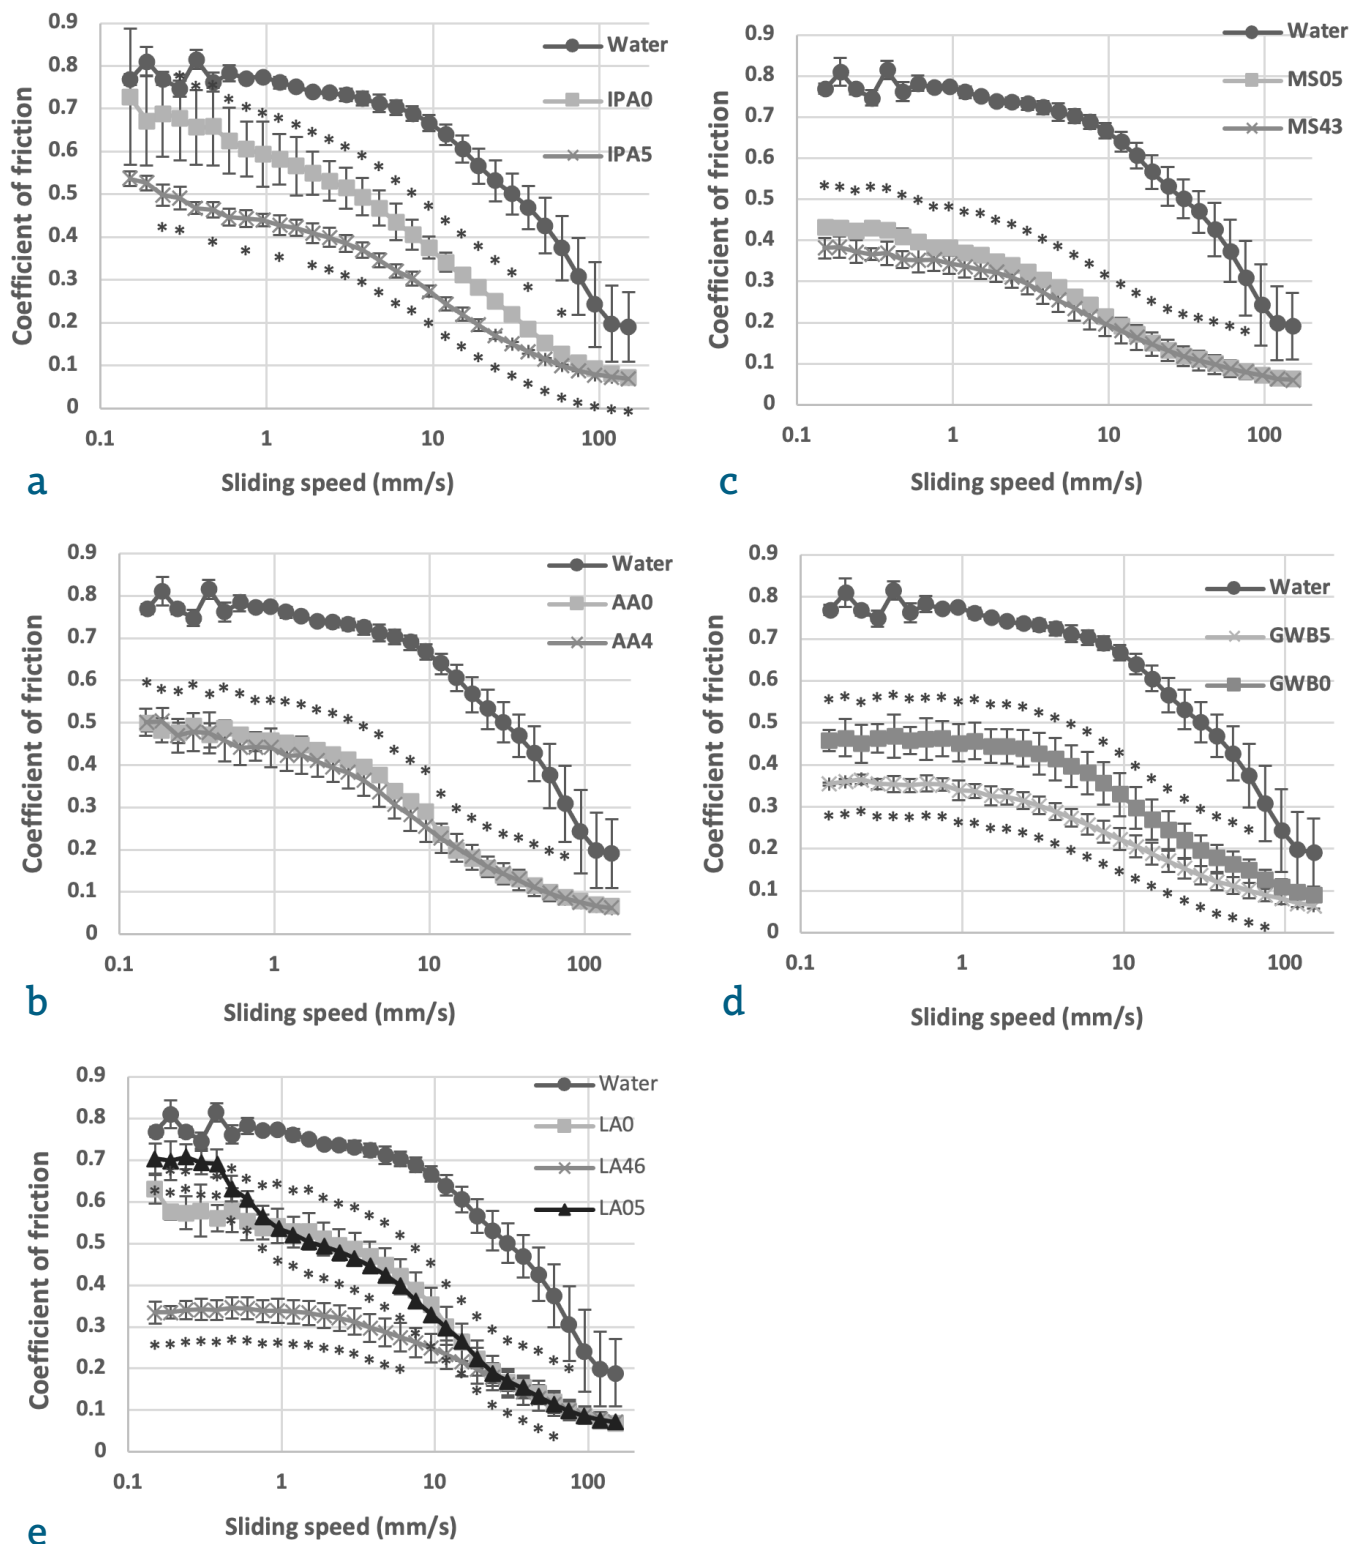 0.9
0.8
0.7
0.6
0.5
0.4
0.3
0.2
0.1
0
Coefficient of friction
Water
IPA0
IPA5
0.1 1 10 100
a Sliding speed (mm/s)
0.9
0.8
0.7
0.6
0.5
0.4
0.3
0.2
0.1
0
Coefficient of friction
Water
MS05
MS43
0.1 1 10 100
c Sliding speed (mm/s)
0.9
0.8
0.7
0.6
0.5
0.4
0.3
0.2
0.1
0
Coefficient of friction
Water
AA0
AA4
0.1 1 10 100
b Sliding speed (mm/s)
0.9
0.8
0.7
0.6
0.5
0.4
0.3
0.2
0.1
0
Coefficient of friction
Water
GWB5
GWB0
0.1 1 10 100
d Sliding speed (mm/s)
0.9
0.8
0.7
0.6
0.5
0.4
0.3
0.2
0.1
0
Coefficient of friction
Water
LA0
LA46
LA05
0.1 1 10 100
e Sliding speed (mm/s)